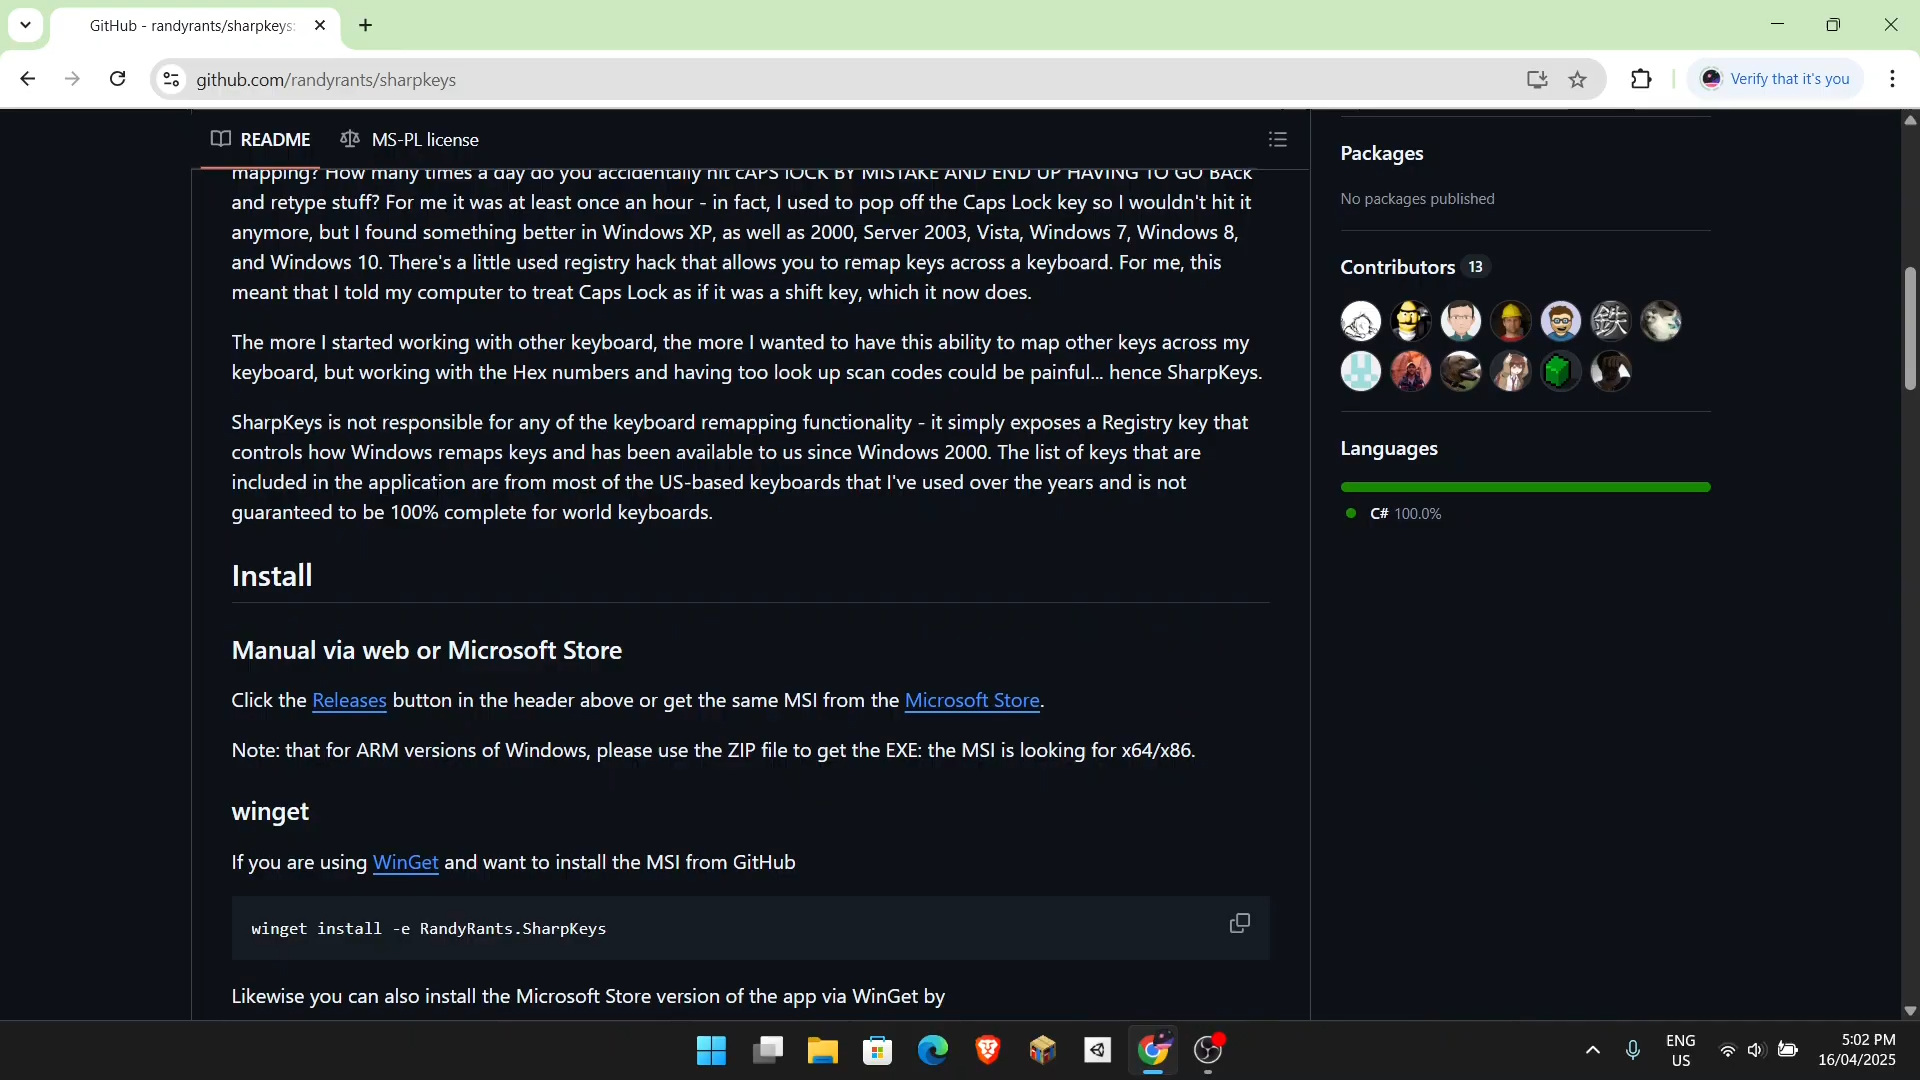 GitHub - randyrants/sharpkeys:
github.com/randyrants/sharpkeys
Verify that it's you
README
MS-PL license
mapping? How many times a day do you accidentally hit cAPS lOCK BY MISTAKE AND END UP HAVING TO GO BAck
and retype stuff? For me it was at least once an hour - in fact, I used to pop off the Caps Lock key so I wouldn't hit it
anymore, but I found something better in Windows XP, as well as 2000, Server 2003, Vista, Windows 7, Windows 8,
and Windows 10. There's a little used registry hack that allows you to remap keys across a keyboard. For me, this
meant that I told my computer to treat Caps Lock as if it was a shift key, which it now does.
The more I started working with other keyboard, the more I wanted to have this ability to map other keys across my
keyboard, but working with the Hex numbers and having too look up scan codes could be painful... hence SharpKeys.
SharpKeys is not responsible for any of the keyboard remapping functionality - it simply exposes a Registry key that
controls how Windows remaps keys and has been available to us since Windows 2000. The list of keys that are
included in the application are from most of the US-based keyboards that I've used over the years and is not
guaranteed to be 100% complete for world keyboards.
Install
Manual via web or Microsoft Store
Click the Releases button in the header above or get the same MSI from the Microsoft Store.
Note: that for ARM versions of Windows, please use the ZIP file to get the EXE: the MSI is looking for x64/x86.
winget
If you are using WinGet and want to install the MSI from GitHub
winget install -e RandyRants.SharpKeys
Likewise you can also install the Microsoft Store version of the app via WinGet by
Packages
No packages published
Contributors 13
鉄
Languages
C# 100.0%
ENG
US
5:02 PM
16/04/2025